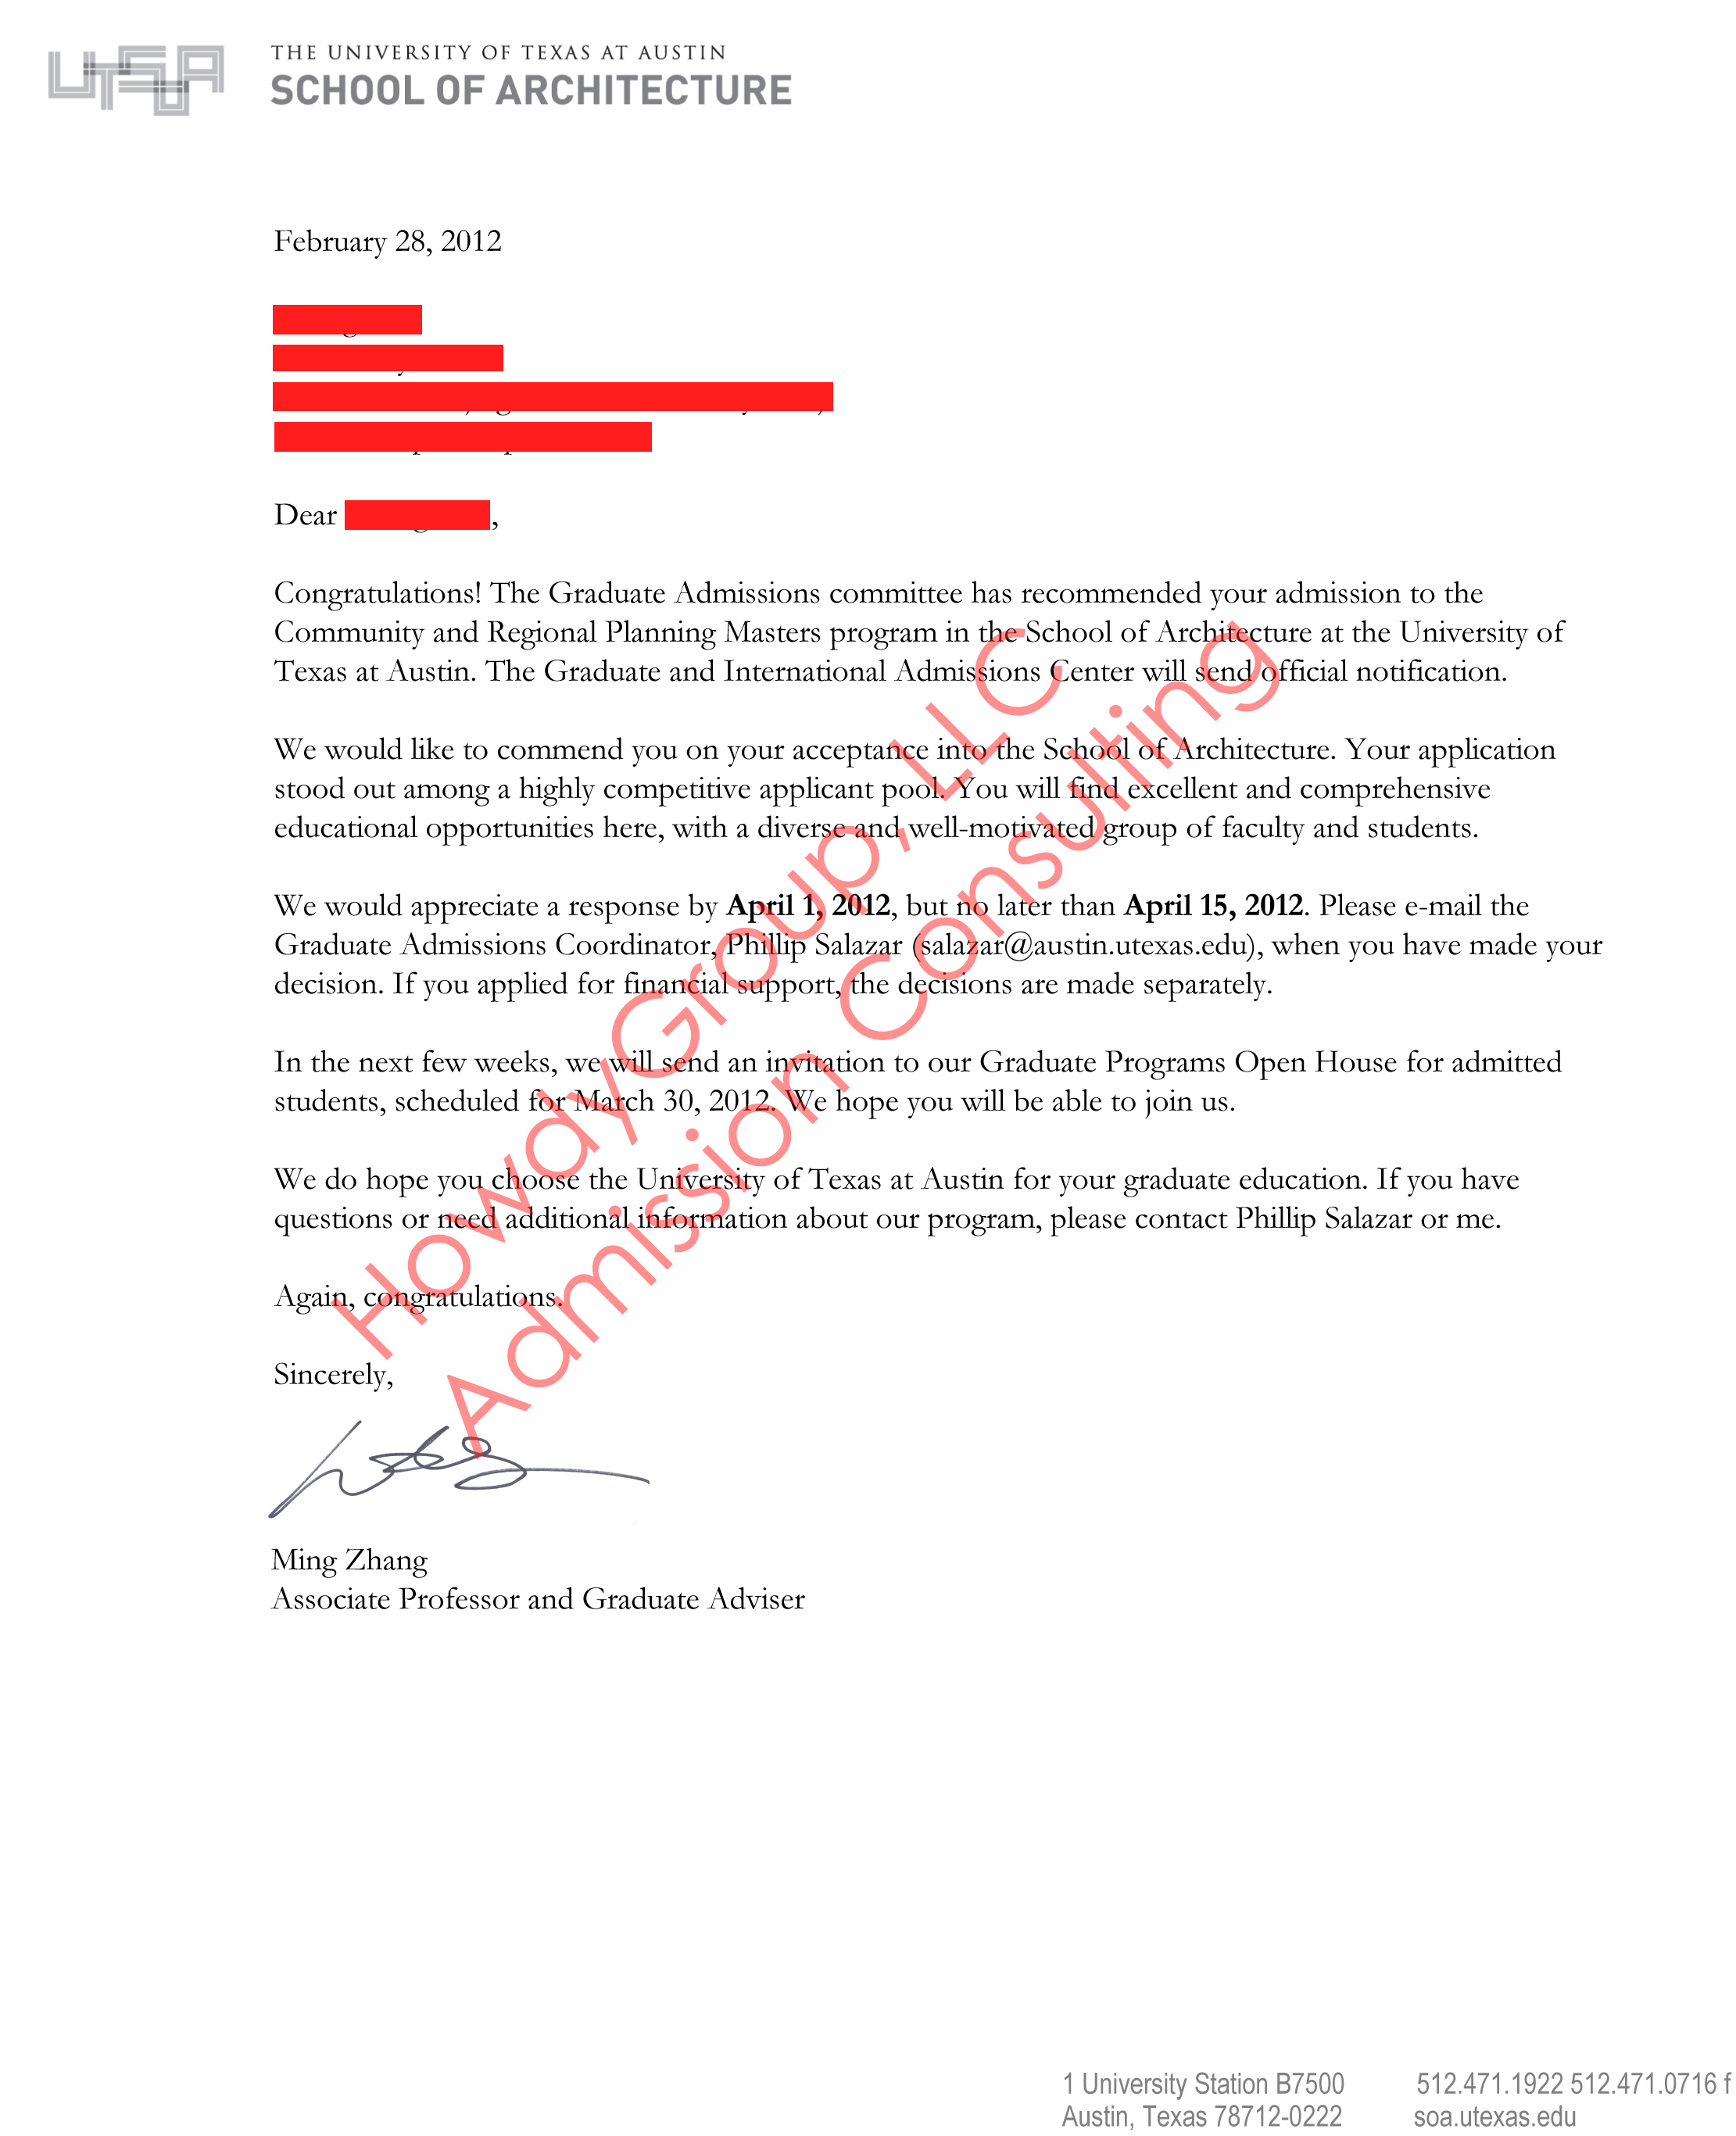 UTSOA
THE UNIVERSITY OF TEXAS AT AUSTIN
SCHOOL OF ARCHITECTURE
February 28, 2012
Dear ,
Congratulations! The Graduate Admissions committee has recommended your admission to the
Community and Regional Planning Masters program in the School of Architecture at the University of
Texas at Austin. The Graduate and International Admissions Center will send official notification.
We would like to commend you on your acceptance into the School of Architecture. Your application
stood out among a highly competitive applicant pool. You will find excellent and comprehensive
educational opportunities here, with a diverse and well-motivated group of faculty and students.
We would appreciate a response by April 1, 2012, but no later than April 15, 2012. Please e-mail the
Graduate Admissions Coordinator, Phillip Salazar (salazar@austin.utexas.edu), when you have made your
decision. If you applied for financial support, the decisions are made separately.
In the next few weeks, we will send an invitation to our Graduate Programs Open House for admitted
students, scheduled for March 30, 2012. We hope you will be able to join us.
We do hope you choose the University of Texas at Austin for your graduate education. If you have
questions or need additional information about our program, please contact Phillip Salazar or me.
Again, congratulations.
Sincerely,
Ming Zhang
Associate Professor and Graduate Adviser
HowdyGroup, LLC
Admission Consulting
1 University Station B7500 512.471.1922 512.471.0716 f
Austin, Texas 78712-0222 soa.utexas.edu